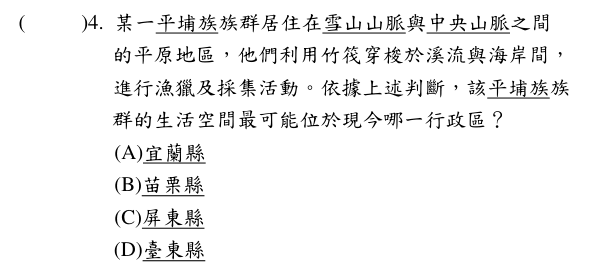 (　　)4. 某一平埔族族群居住在雪山山脈與中央山脈之間
的平原地區，他們利用竹筏穿梭於溪流與海岸間，
進行漁獵及採集活動。依據上述判斷，該平埔族族
群的生活空間最可能位於現今哪一行政區？
(A)宜蘭縣
(B)苗栗縣
(C)屏東縣
(D)臺東縣